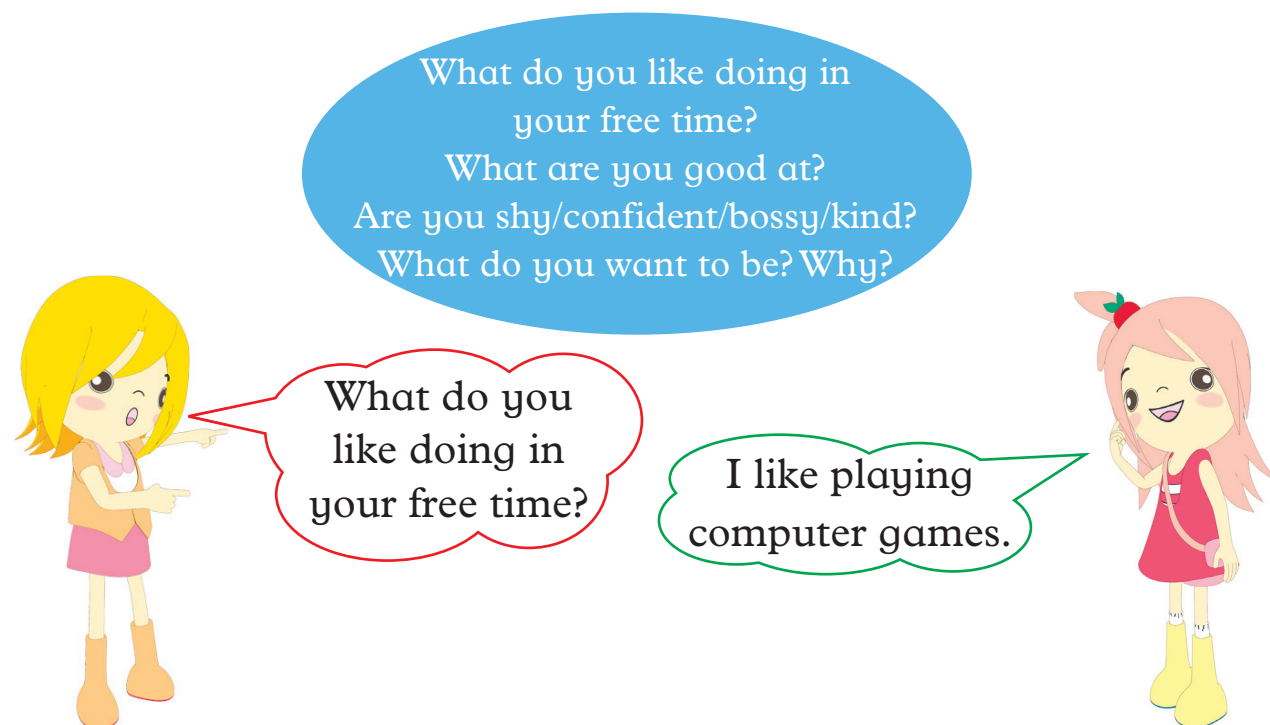 What do you like doing in
your free time?
What are you good at?
Are you shy/confident/bossy/kind?
What do you want to be? Why?
What do you
like doing in
your free time?
I like playing
computer games.